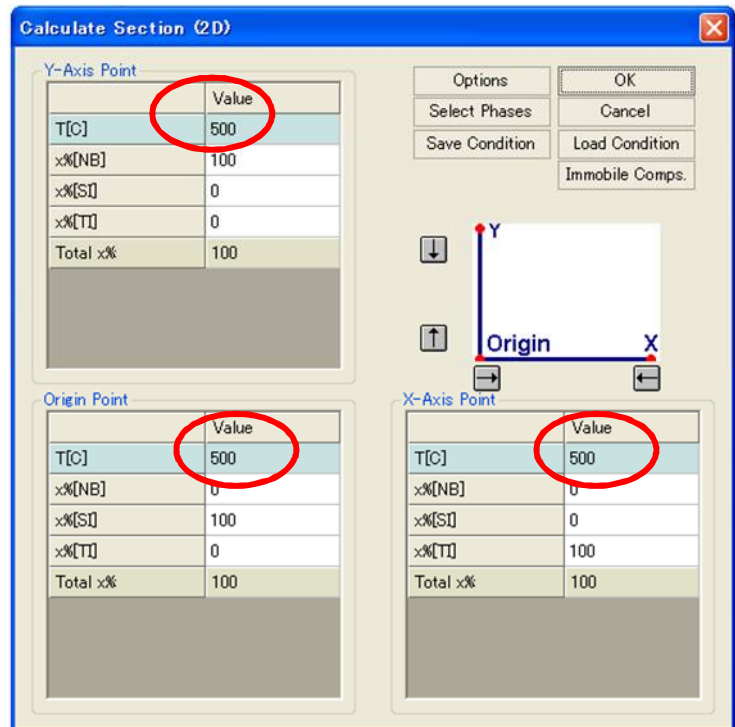 Calculate Section (2D)
Y-Axis Point
Value
T[C] 500
x%[NB] 100
x%[SI] 0
x%[TI] 0
Total x% 100
Options OK
Select Phases Cancel
Save Condition Load Condition
Immobile Comps.
Y
Origin X
Origin Point
Value
T[C] 500
x%[NB] 0
x%[SI] 100
x%[TI] 0
Total x% 100
X-Axis Point
Value
T[C] 500
x%[NB] 0
x%[SI] 0
x%[TI] 100
Total x% 100